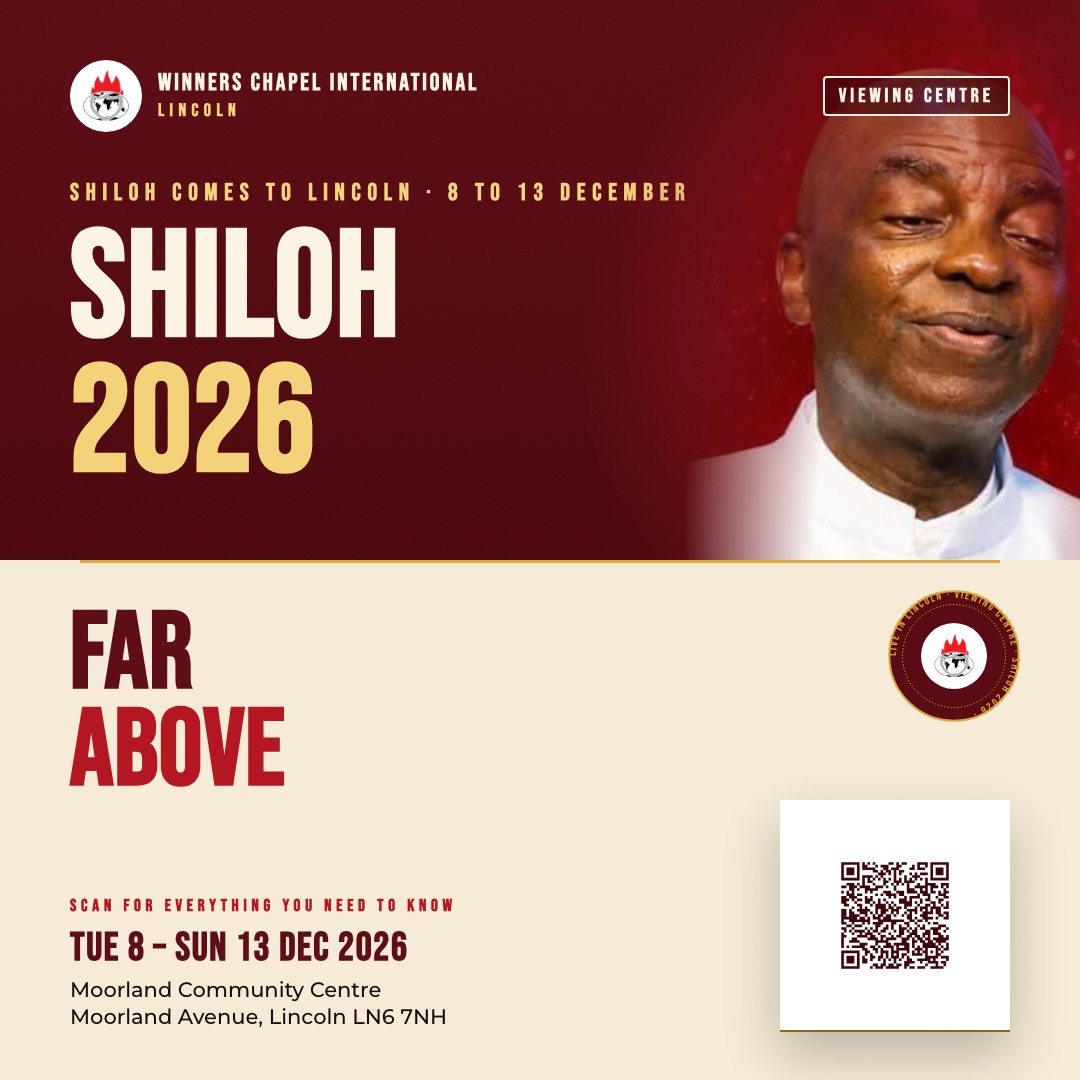 WINNERS CHAPEL INTERNATIONAL
LINCOLN
VIEWING CENTRE
SHILOH COMES TO LINCOLN · 8 TO 13 DECEMBER
SHILOH
2026
FAR
ABOVE
LIVE IN LINCOLN · VIEWING CENTRE · SHILOH 2026 ·
SCAN FOR EVERYTHING YOU NEED TO KNOW
TUE 8 – SUN 13 DEC 2026
Moorland Community Centre
Moorland Avenue, Lincoln LN6 7NH